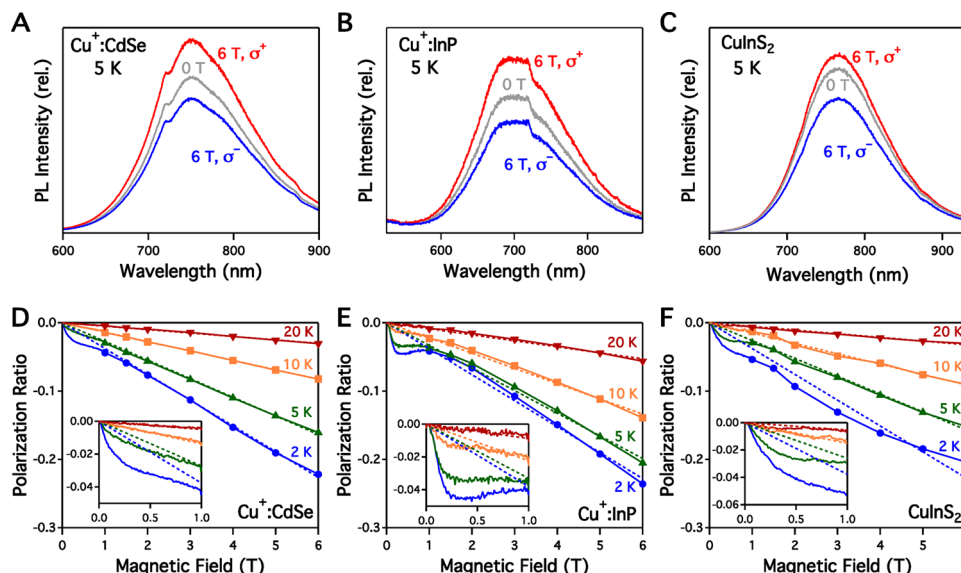 A
Cu⁺:CdSe
5 K
6 T, σ⁺
0 T
6 T, σ⁻
PL Intensity (rel.)
600 700 800 900
Wavelength (nm)
B
Cu⁺:InP
5 K
6 T, σ⁺
0 T
6 T, σ⁻
PL Intensity (rel.)
600 700 800
Wavelength (nm)
C
CuInS₂
5 K
6 T, σ⁺
0 T
6 T, σ⁻
PL Intensity (rel.)
600 700 800 900
Wavelength (nm)
D
0.0
-0.1
-0.2
-0.3
Polarization Ratio
20 K
10 K
5 K
2 K
0.00
-0.02
-0.04
0.0 0.5 1.0
Cu⁺:CdSe
0 1 2 3 4 5 6
Magnetic Field (T)
E
0.0
-0.1
-0.2
-0.3
Polarization Ratio
20 K
10 K
5 K
2 K
0.00
-0.02
-0.04
0.0 0.5 1.0
Cu⁺:InP
0 1 2 3 4 5 6
Magnetic Field (T)
F
0.0
-0.1
-0.2
-0.3
Polarization Ratio
20 K
10 K
5 K
2 K
0.00
-0.02
-0.04
-0.06
0.0 0.5 1.0
CuInS₂
0 1 2 3 4 5
Magnetic Field (T)